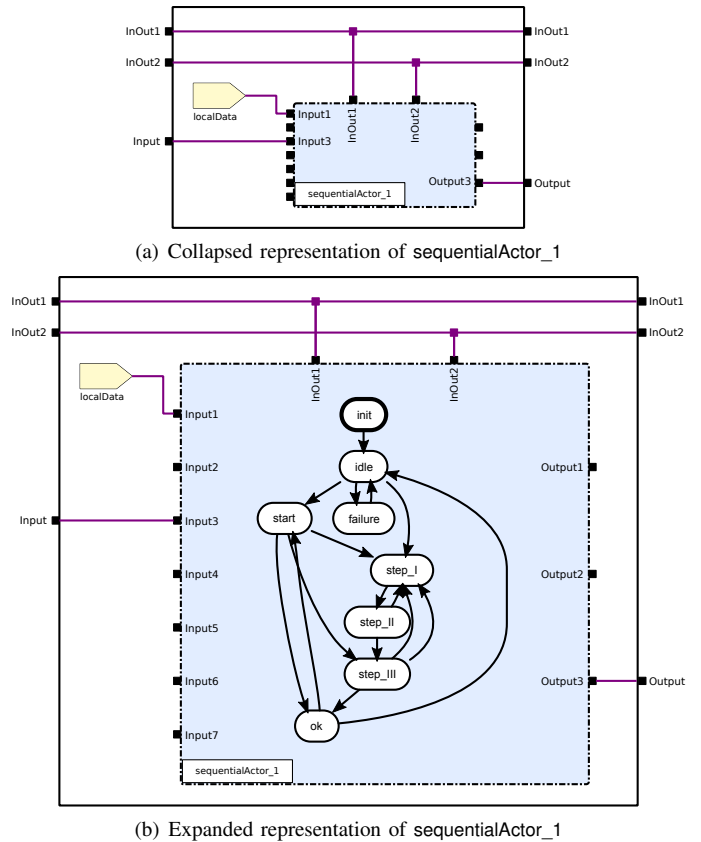 InOut1 InOut1
InOut2 InOut2
localData
Input1 InOut1 InOut2
Input Input3
Output3 Output
sequentialActor_1
(a) Collapsed representation of sequentialActor_1
InOut1 InOut1
InOut2 InOut2
InOut1 InOut2
localData
Input1 init
Input2 idle Output1
Input Input3 start failure
Input4 step_I Output2
Input5 step_II
Input6 step_III Output3 Output
Input7 ok
sequentialActor_1
(b) Expanded representation of sequentialActor_1